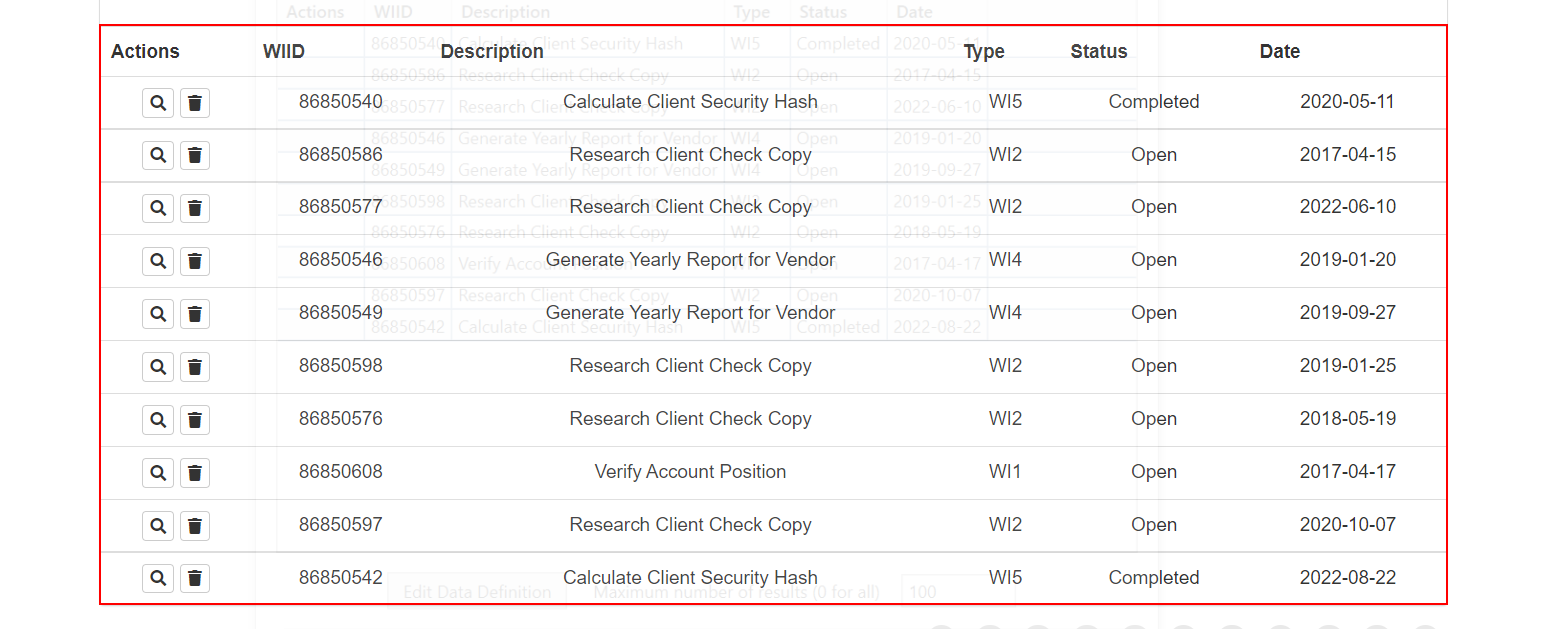 Actions WIID Description Type Status Date
Actions WIID Description Type Status Date
86850540 Calculate Client Security Hash WI5 Completed 2020-05-11
86850586 Research Client Check Copy WI2 Open 2017-04-15
86850577 Research Client Check Copy WI2 Open 2022-06-10
86850546 Generate Yearly Report for Vendor WI4 Open 2019-01-20
86850549 Generate Yearly Report for Vendor WI4 Open 2019-09-27
86850598 Research Client Check Copy WI2 Open 2019-01-25
86850576 Research Client Check Copy WI2 Open 2018-05-19
86850608 Verify Account Position WI1 Open 2017-04-17
86850597 Research Client Check Copy WI2 Open 2020-10-07
86850542 Calculate Client Security Hash WI5 Completed 2022-08-22
Edit Data Definition Maximum number of results (0 for all) 100